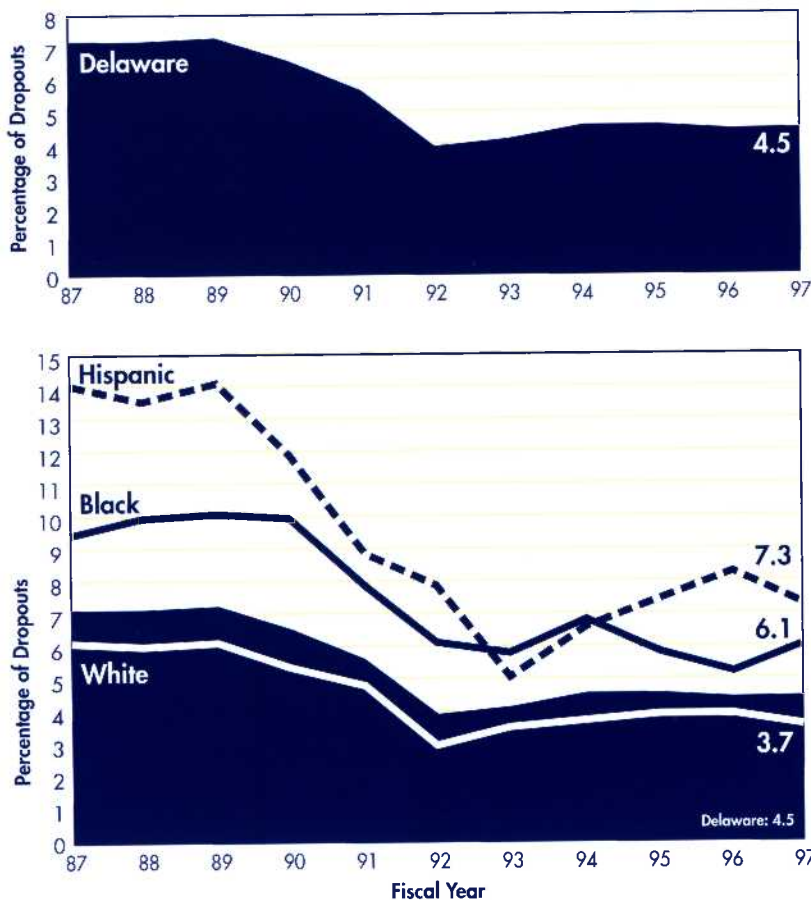 Percentage of Dropouts
8
7
6
5
4
3
2
1
0
Delaware
4.5
87 88 89 90 91 92 93 94 95 96 97
Percentage of Dropouts
15
14
13
12
11
10
9
8
7
6
5
4
3
2
1
0
Hispanic
Black
White
7.3
6.1
3.7
Delaware: 4.5
87 88 89 90 91 92 93 94 95 96 97
Fiscal Year